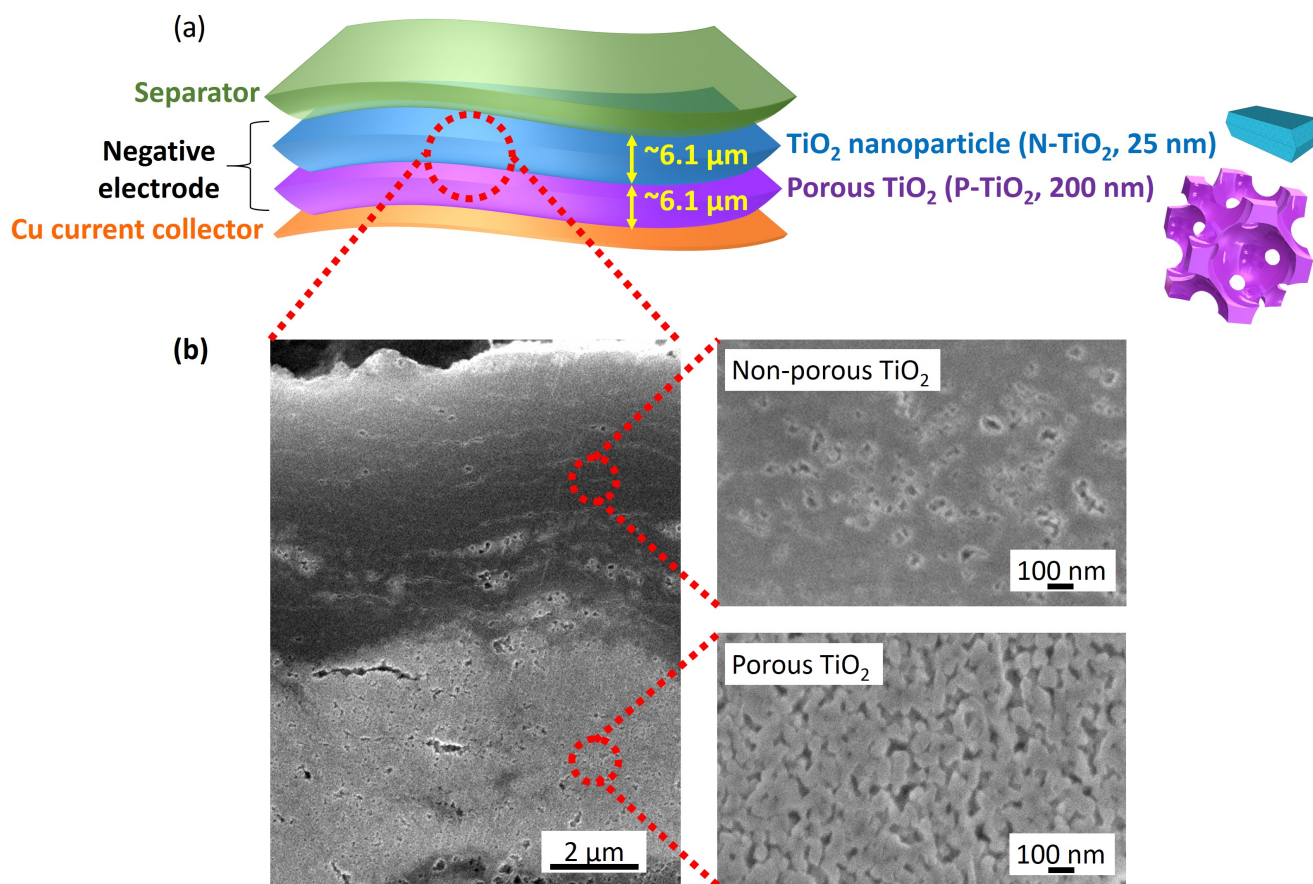 (a)
Separator
Negative
electrode
Cu current collector
~6.1 µm
~6.1 µm
TiO₂ nanoparticle (N-TiO₂, 25 nm)
Porous TiO₂ (P-TiO₂, 200 nm)
(b)
2 µm
Non-porous TiO₂
100 nm
Porous TiO₂
100 nm